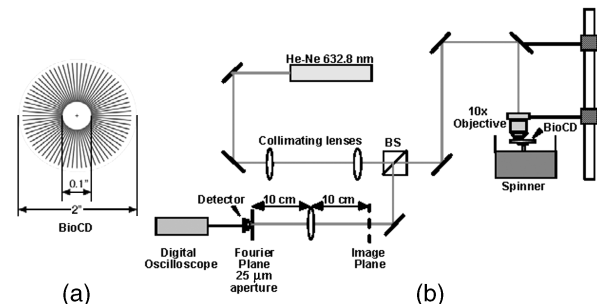 (a)
0.1"
2"
BioCD
He-Ne 632.8 nm
Collimating lenses
BS
10x
Objective
BioCD
Spinner
Detector
10 cm
10 cm
Digital
Oscilloscope
Fourier
Plane
25 µm
aperture
Image
Plane
(b)